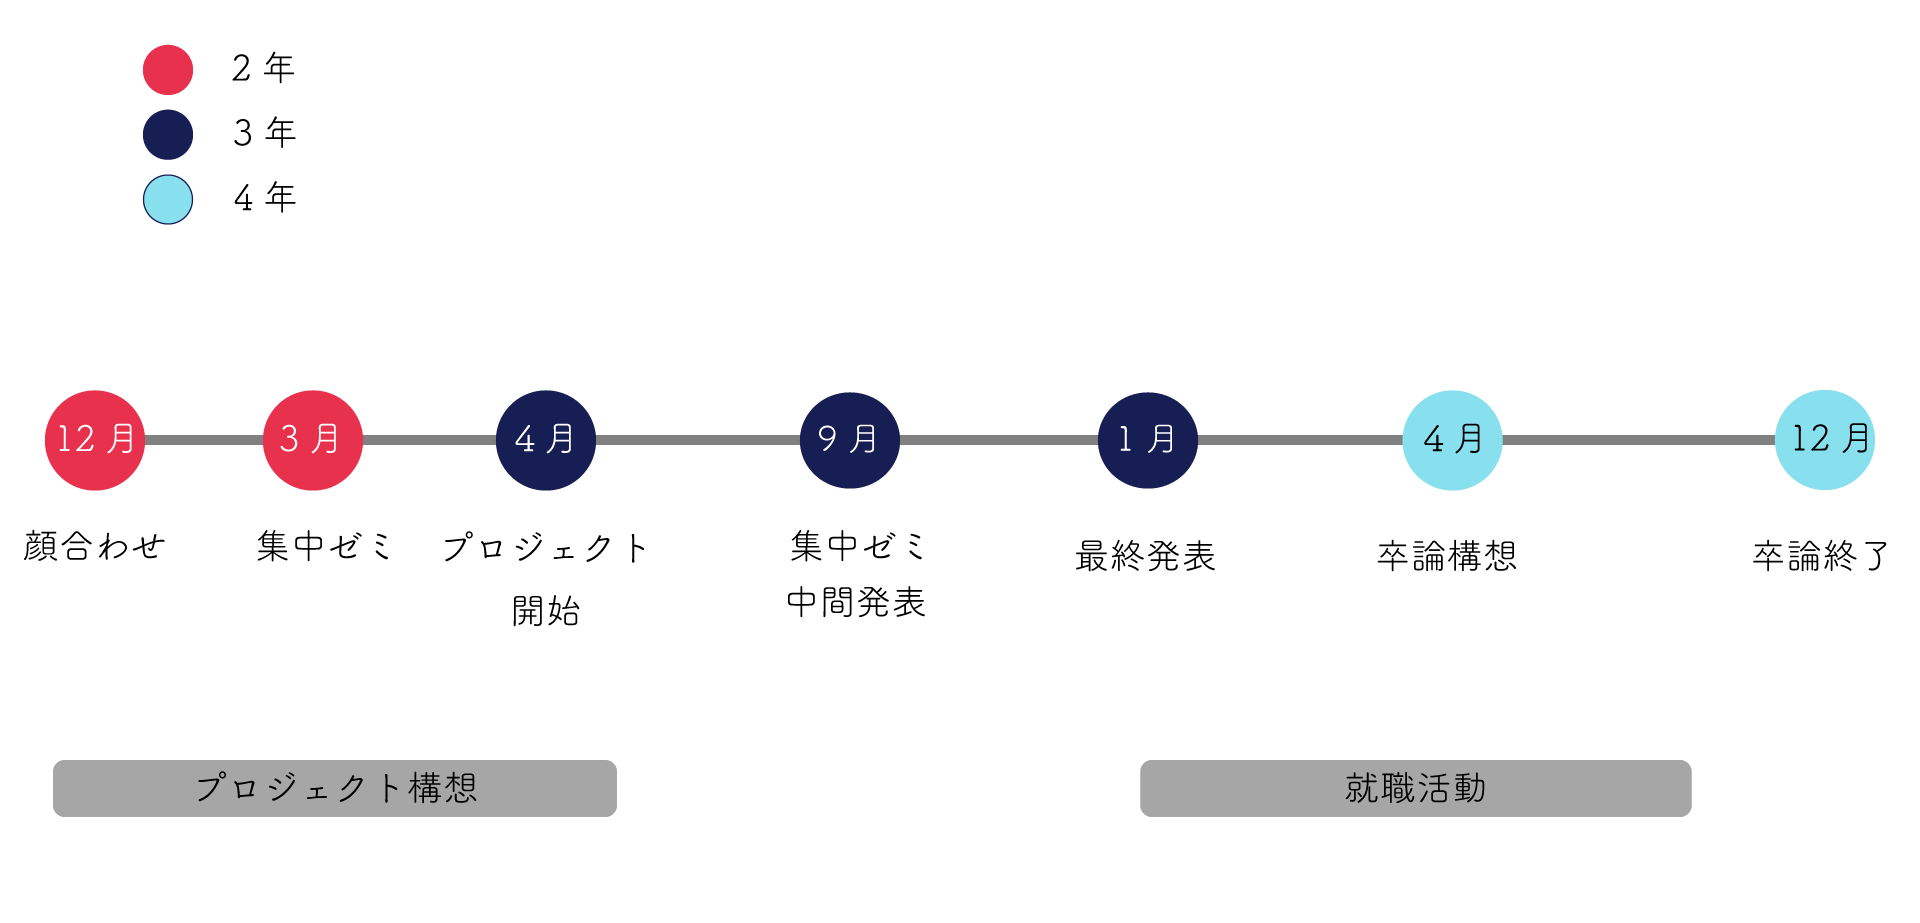 2 年
3 年
4 年
12 月
3 月
4 月
9 月
1 月
4 月
12 月
顔合わせ
集中ゼミ
プロジェクト
開始
集中ゼミ
中間発表
最終発表
卒論構想
卒論終了
プロジェクト構想
就職活動